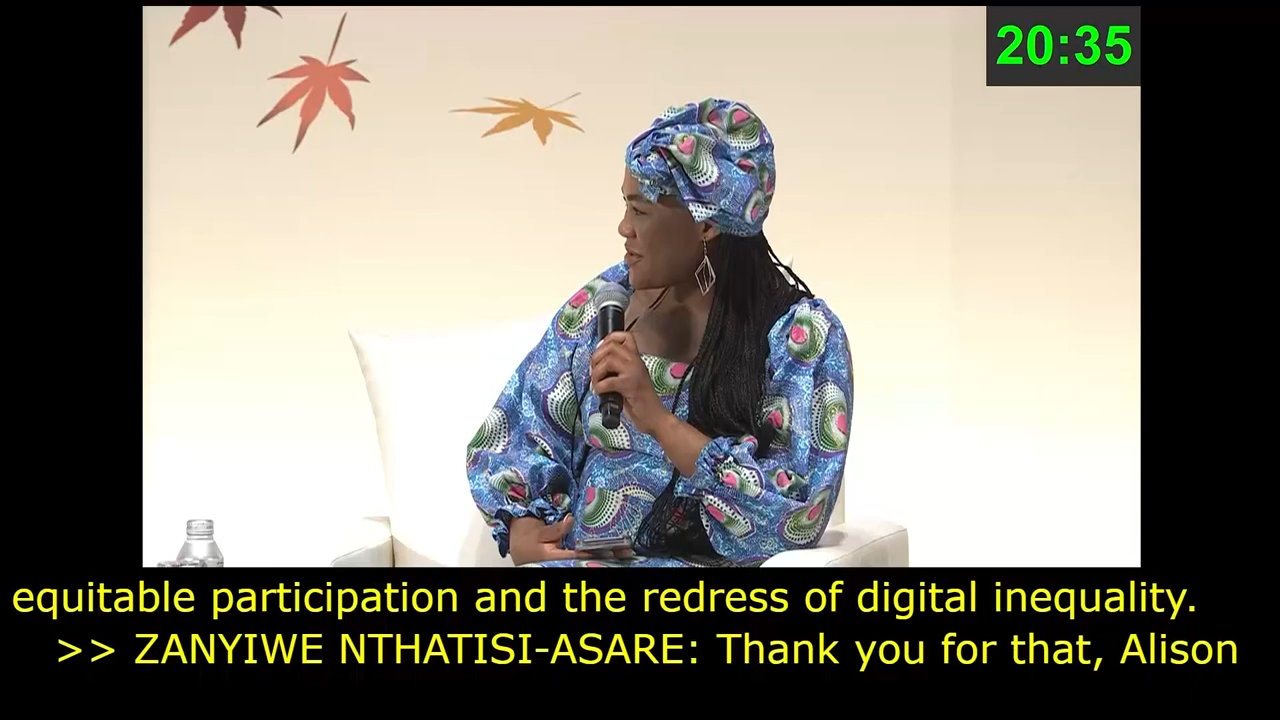 20:35
equitable participation and the redress of digital inequality.
>> ZANYIWE NTHATISI-ASARE: Thank you for that, Alison